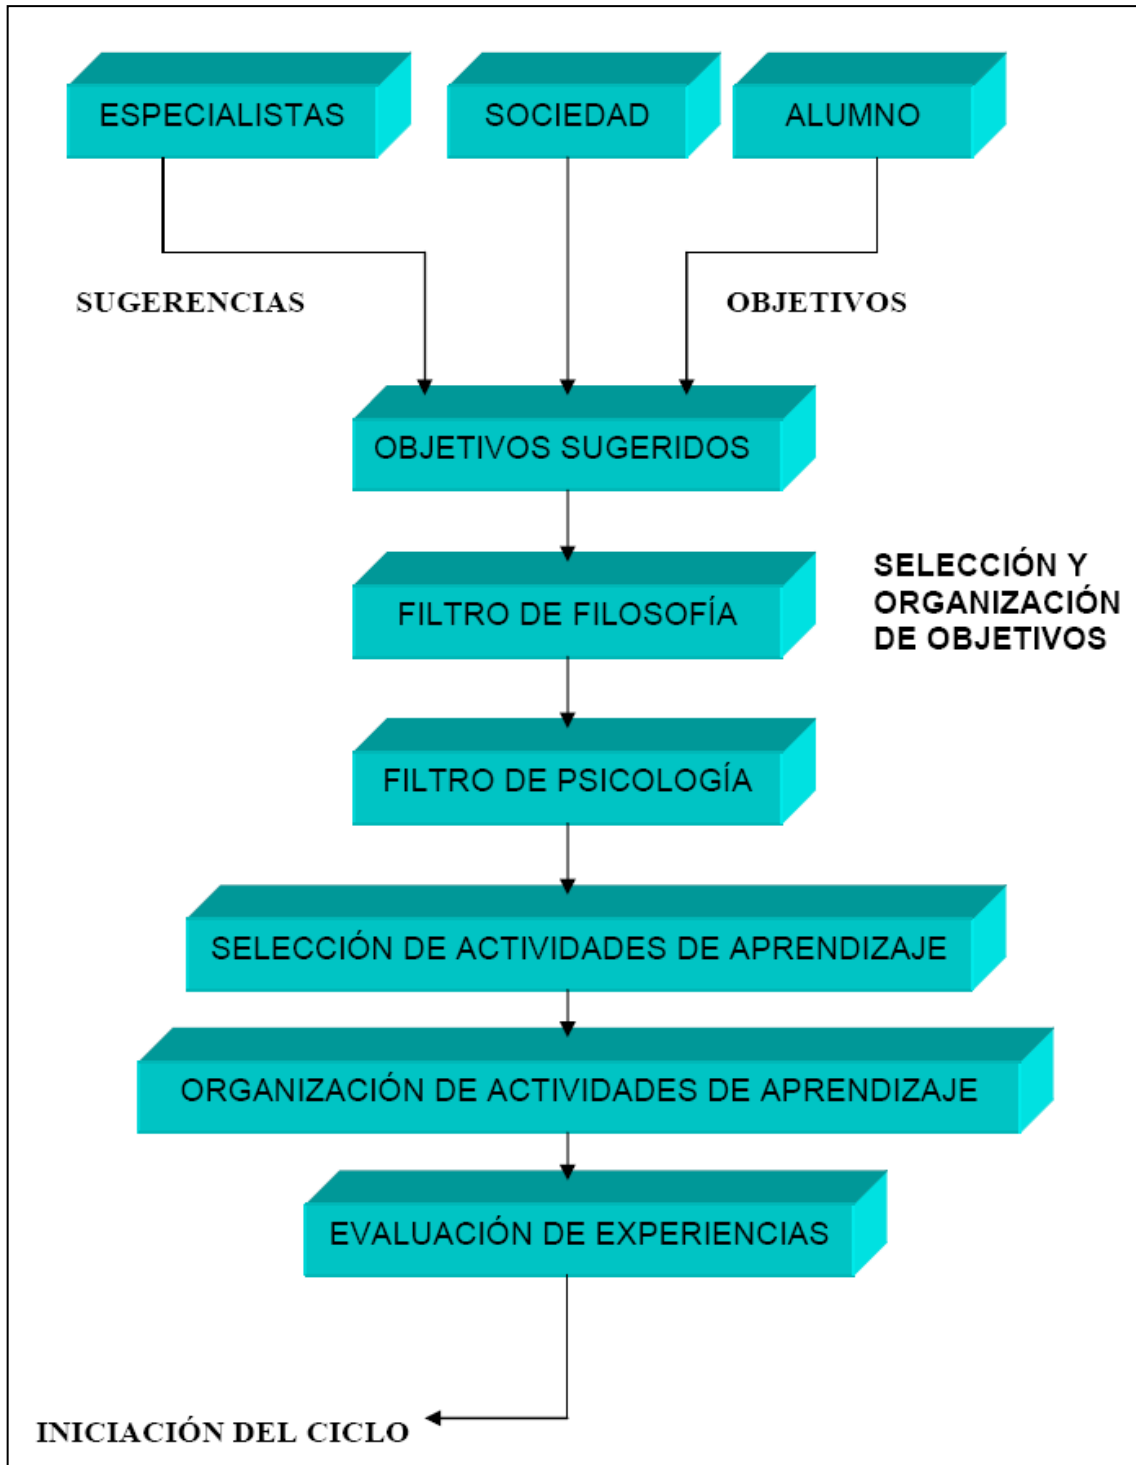 ESPECIALISTAS
SOCIEDAD
ALUMNO
SUGERENCIAS
OBJETIVOS
OBJETIVOS SUGERIDOS
FILTRO DE FILOSOFÍA
SELECCIÓN Y
ORGANIZACIÓN
DE OBJETIVOS
FILTRO DE PSICOLOGÍA
SELECCIÓN DE ACTIVIDADES DE APRENDIZAJE
ORGANIZACIÓN DE ACTIVIDADES DE APRENDIZAJE
EVALUACIÓN DE EXPERIENCIAS
INICIACIÓN DEL CICLO